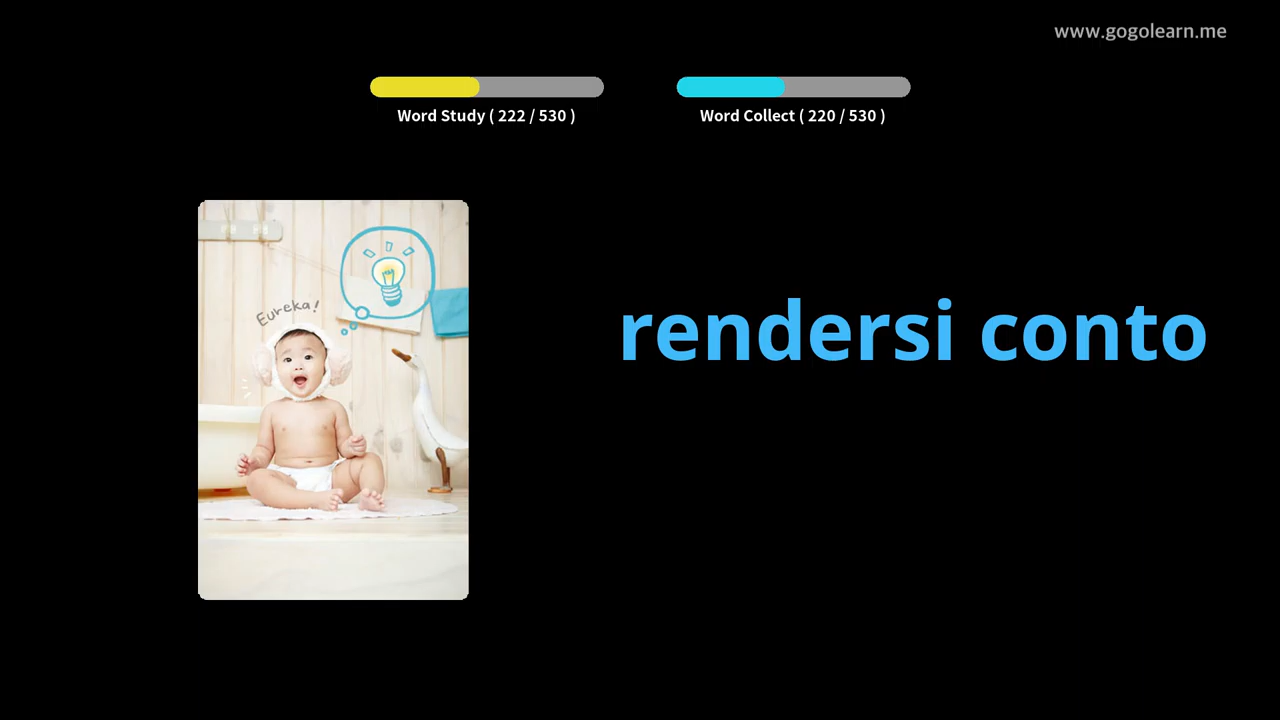 www.gogolearn.me
Word Study ( 222 / 530 )
Word Collect ( 220 / 530 )
Eureka!
rendersi conto